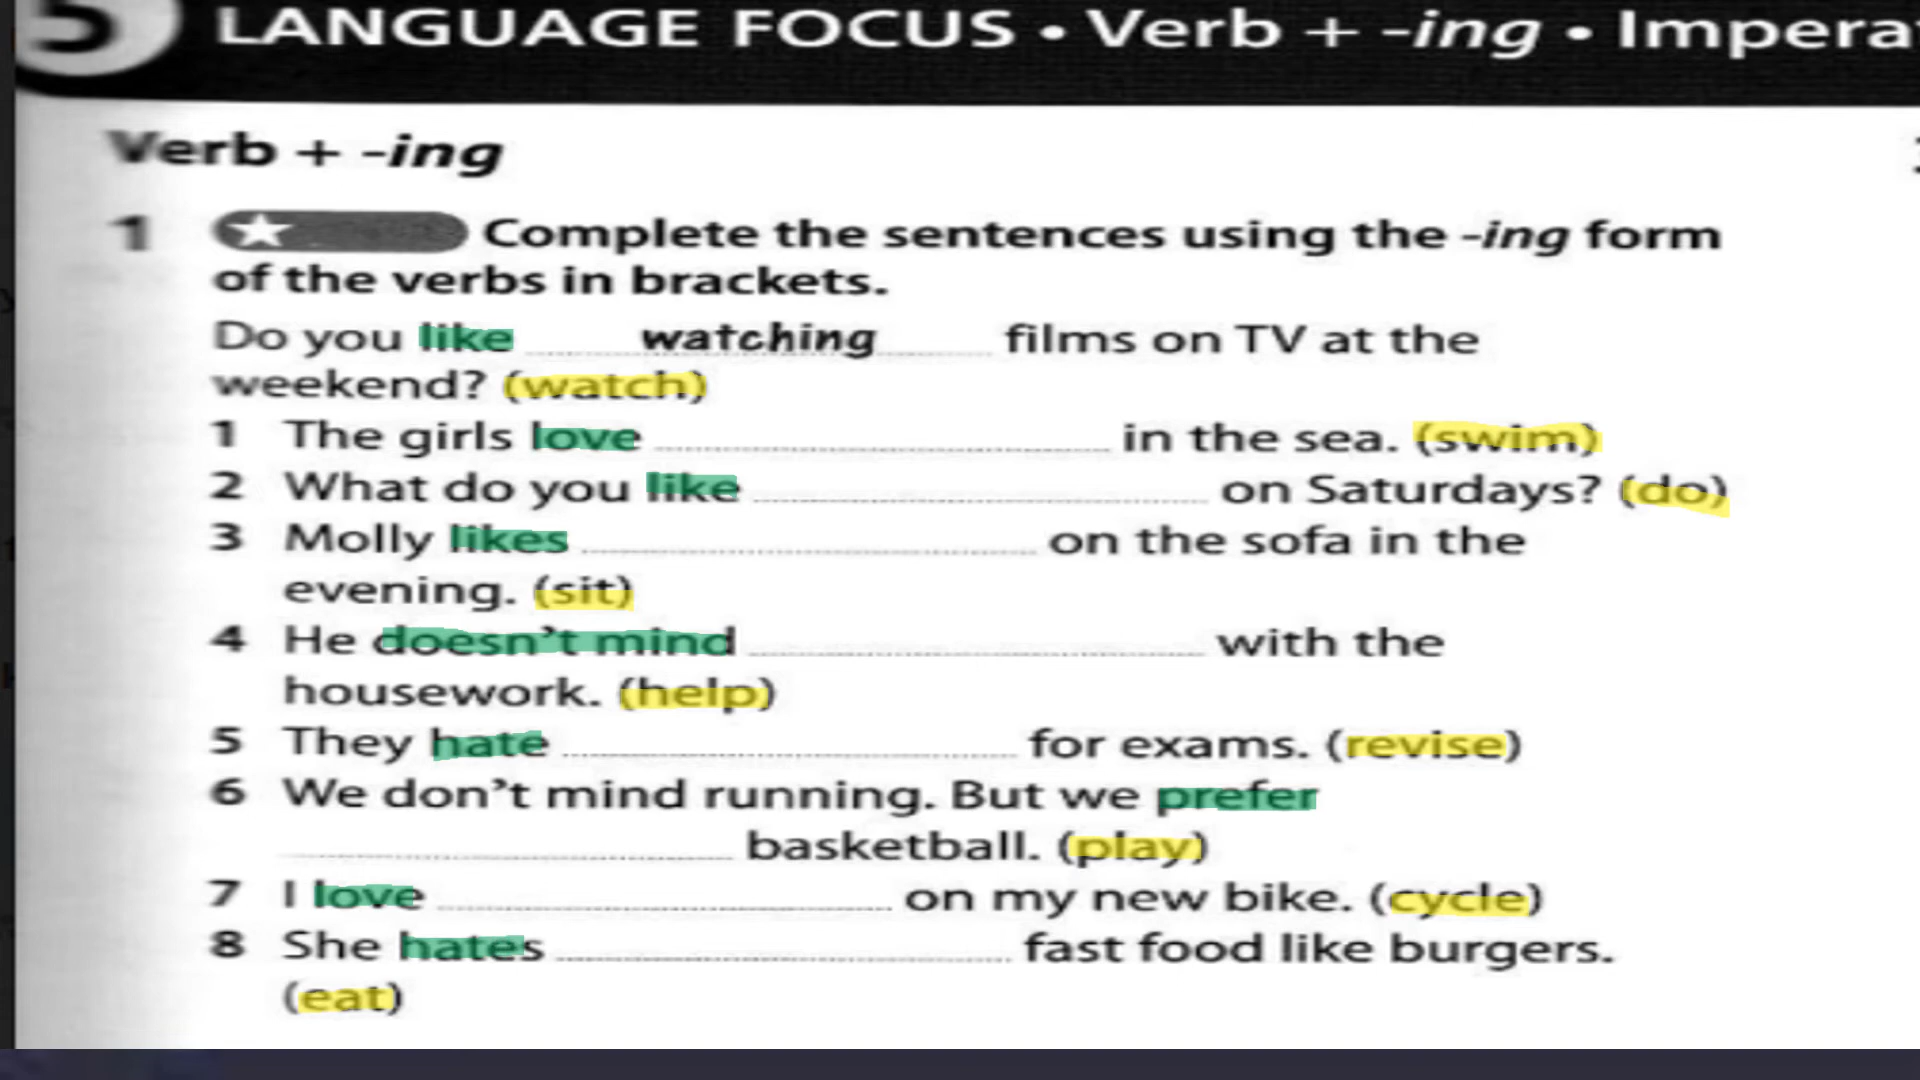 5 LANGUAGE FOCUS • Verb + -ing •
Verb + -ing
1 Complete the sentences using the -ing form
of the verbs in brackets.
Do you like watching films on TV at the
weekend? (watch)
1 The girls love ........ in the sea. (swim)
2 What do you like ........ on Saturdays? (do)
3 Molly likes ........ on the sofa in the
evening. (sit)
4 He doesn't mind ........ with the
housework. (help)
5 They hate ........ for exams. (revise)
6 We don't mind running. But we prefer
........ basketball. (play)
7 I love ........ on my new bike. (cycle)
8 She hates ........ fast food like burgers.
(eat)